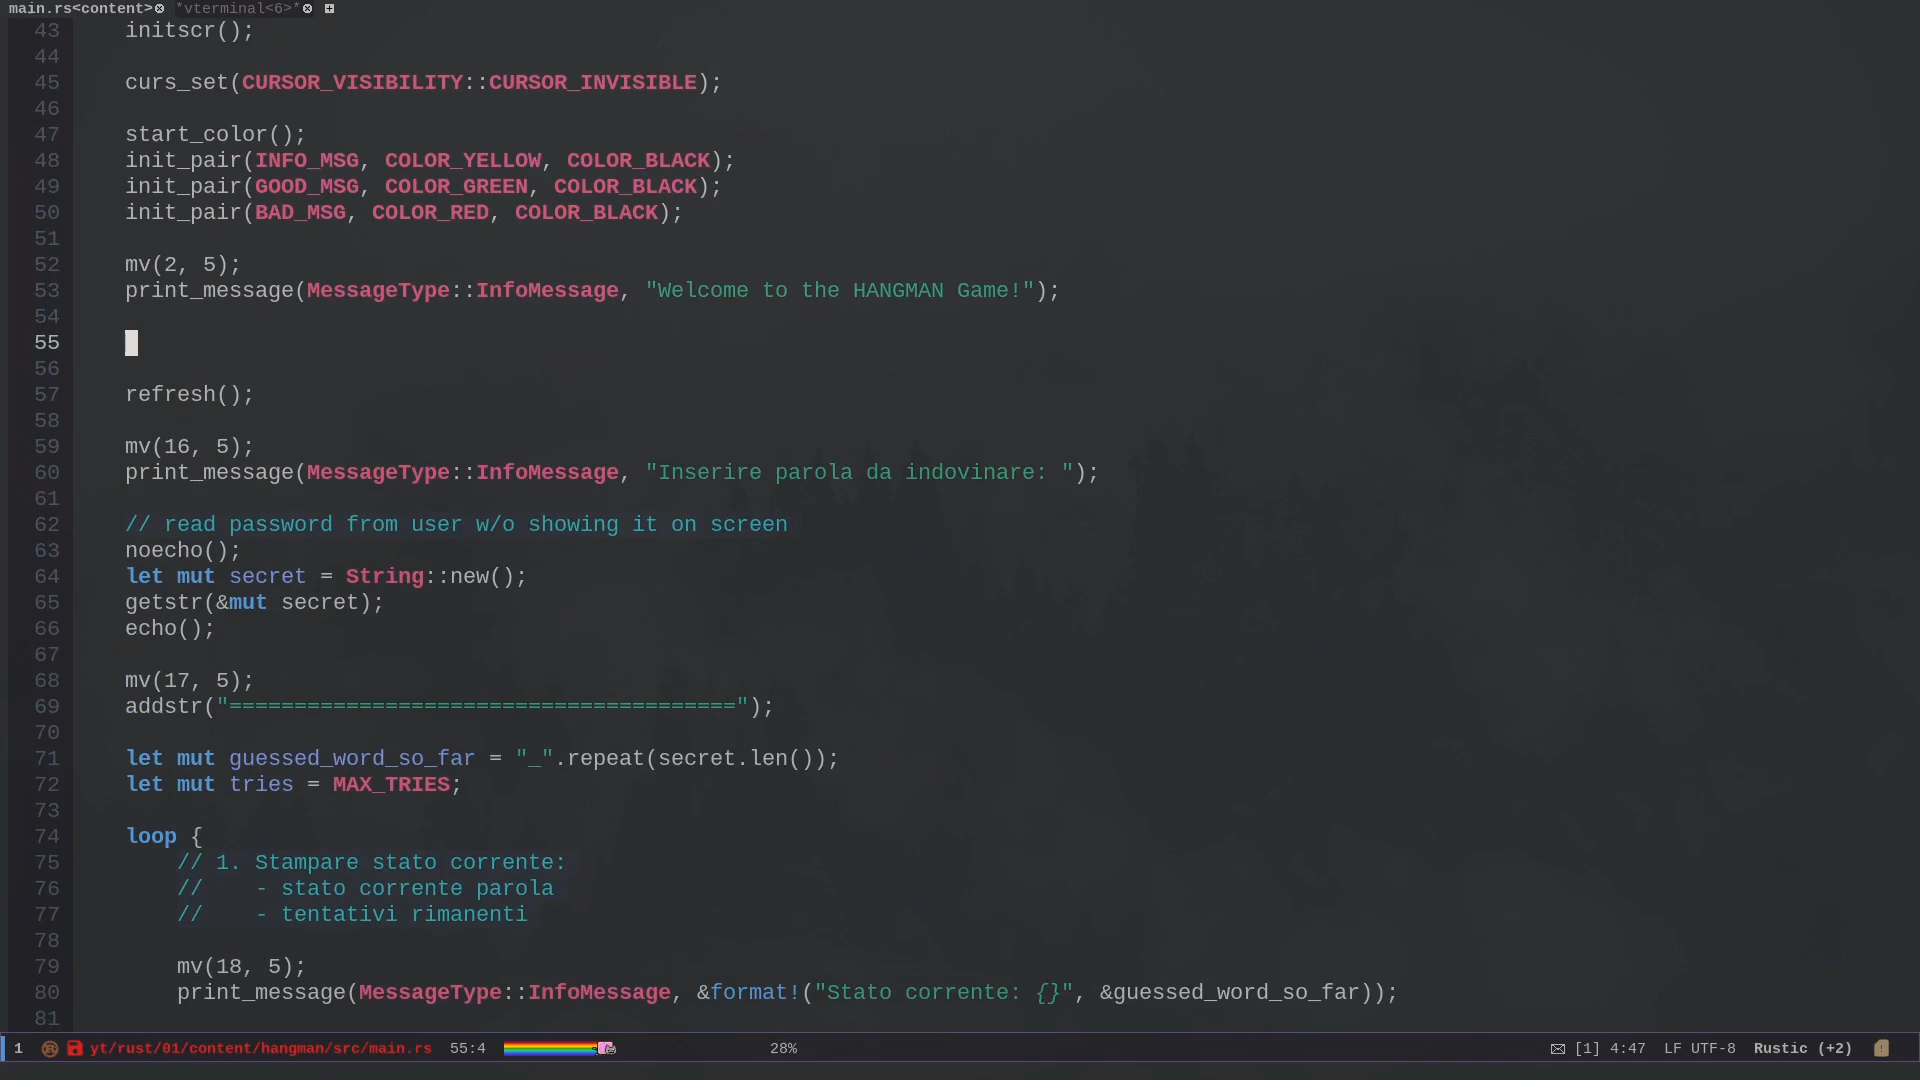 main.rs<content> *vterminal<6>*
43 initscr();
44
45 curs_set(CURSOR_VISIBILITY::CURSOR_INVISIBLE);
46
47 start_color();
48 init_pair(INFO_MSG, COLOR_YELLOW, COLOR_BLACK);
49 init_pair(GOOD_MSG, COLOR_GREEN, COLOR_BLACK);
50 init_pair(BAD_MSG, COLOR_RED, COLOR_BLACK);
51
52 mv(2, 5);
53 print_message(MessageType::InfoMessage, "Welcome to the HANGMAN Game!");
54
55
56
57 refresh();
58
59 mv(16, 5);
60 print_message(MessageType::InfoMessage, "Inserire parola da indovinare: ");
61
62 // read password from user w/o showing it on screen
63 noecho();
64 let mut secret = String::new();
65 getstr(&mut secret);
66 echo();
67
68 mv(17, 5);
69 addstr("=======================================");
70
71 let mut guessed_word_so_far = "_".repeat(secret.len());
72 let mut tries = MAX_TRIES;
73
74 loop {
75 // 1. Stampare stato corrente:
76 //    - stato corrente parola
77 //    - tentativi rimanenti
78
79 mv(18, 5);
80 print_message(MessageType::InfoMessage, &format!("Stato corrente: {}", &guessed_word_so_far));
81
1 yt/rust/01/content/hangman/src/main.rs 55:4 28% [1] 4:47 LF UTF-8 Rustic (+2)